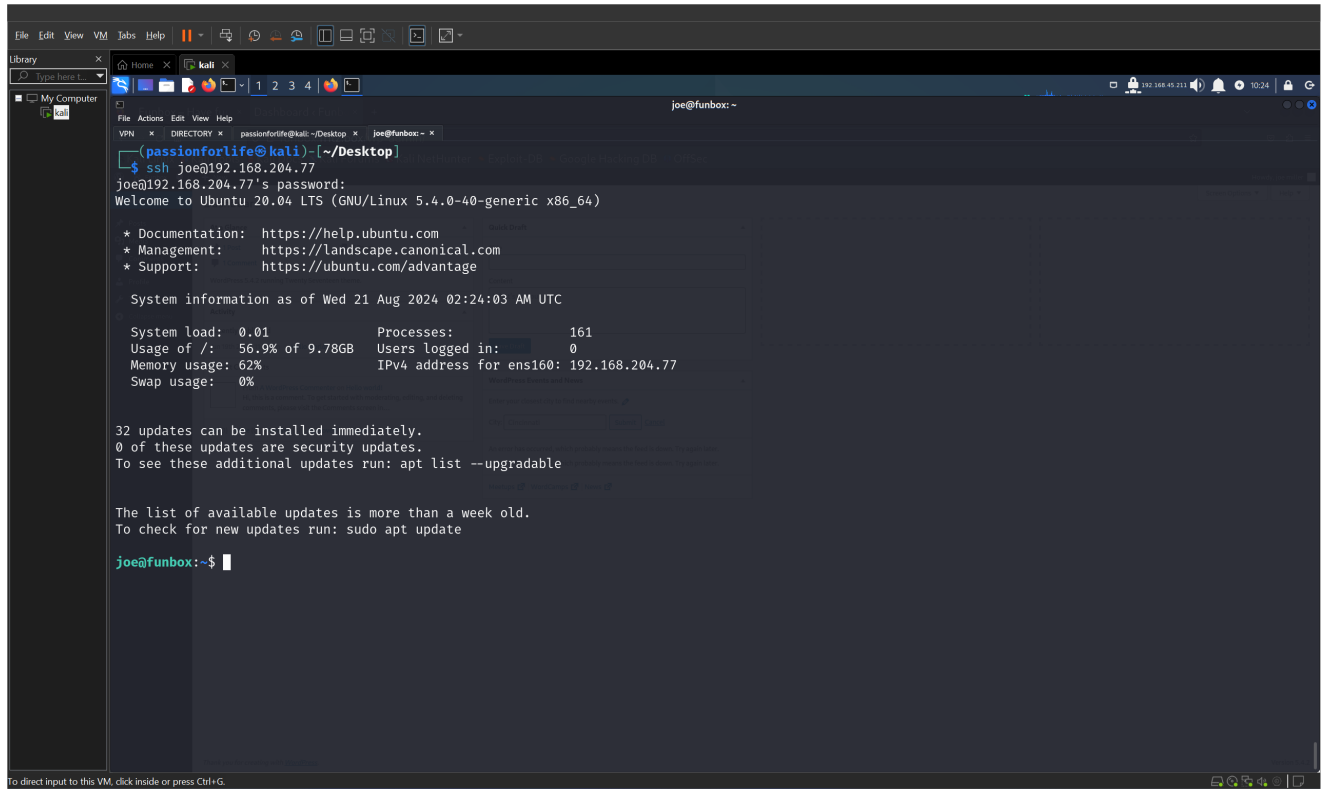 File Edit View VM Tabs Help
Library ×
Home × kali ×
Type here t...
1 2 3 4
192.168.45.211 10:24
My Computer
kali
joe@funbox: ~
File Actions Edit View Help
VPN × DIRECTORY × passionforlife@kali: ~/Desktop × joe@funbox: ~ ×
(passionforlife㉿kali)-[~/Desktop]
$ ssh joe@192.168.204.77
joe@192.168.204.77's password:
Welcome to Ubuntu 20.04 LTS (GNU/Linux 5.4.0-40-generic x86_64)
* Documentation: https://help.ubuntu.com
* Management: https://landscape.canonical.com
* Support: https://ubuntu.com/advantage
System information as of Wed 21 Aug 2024 02:24:03 AM UTC
System load: 0.01 Processes: 161
Usage of /: 56.9% of 9.78GB Users logged in: 0
Memory usage: 62% IPv4 address for ens160: 192.168.204.77
Swap usage: 0%
32 updates can be installed immediately.
0 of these updates are security updates.
To see these additional updates run: apt list --upgradable
The list of available updates is more than a week old.
To check for new updates run: sudo apt update
joe@funbox:~$
To direct input to this VM, click inside or press Ctrl+G.